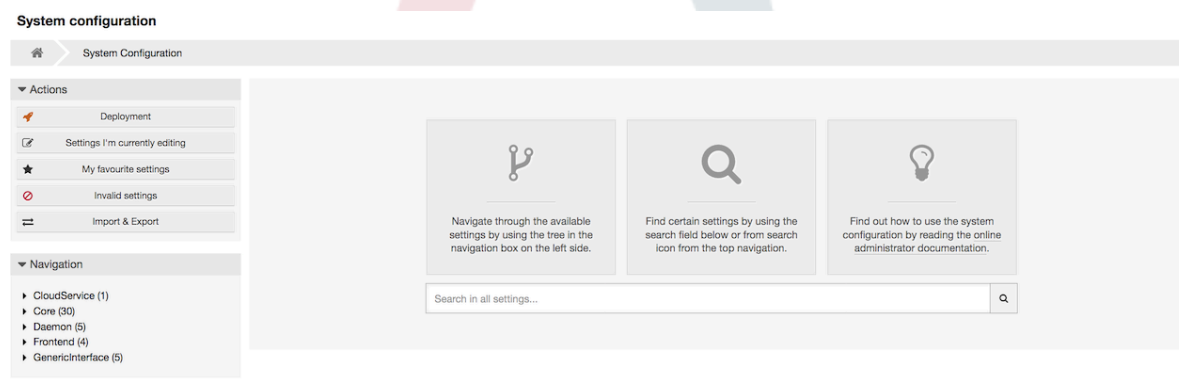 System configuration
System Configuration
Actions
Deployment
Settings I'm currently editing
My favourite settings
Invalid settings
Import & Export
Navigation
CloudService (1)
Core (30)
Daemon (5)
Frontend (4)
GenericInterface (5)
Navigate through the available
settings by using the tree in the
navigation box on the left side.
Find certain settings by using the
search field below or from search
icon from the top navigation.
Find out how to use the system
configuration by reading the online
administrator documentation.
Search in all settings...